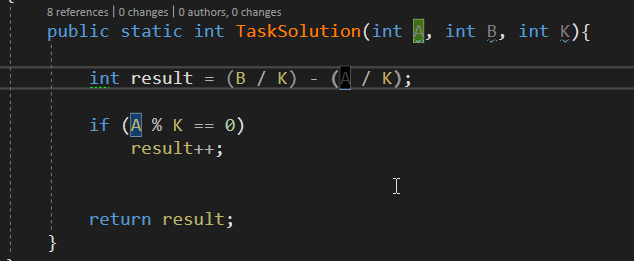 8 references | 0 changes | 0 authors, 0 changes
public static int TaskSolution(int A, int B, int K){
int result = (B / K) - (A / K);
if (A % K == 0)
result++;
return result;
}